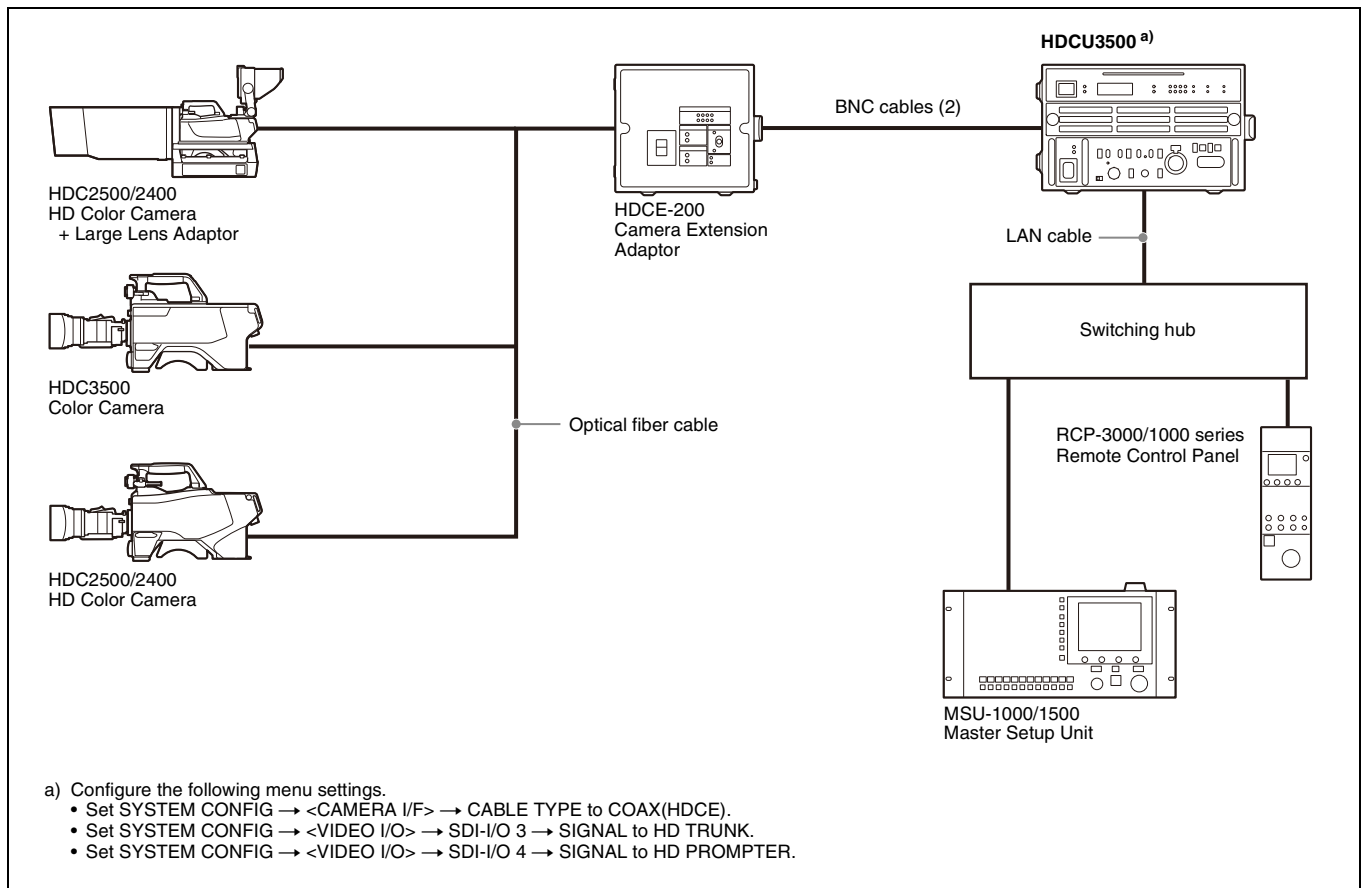 HDCU3500 a)
BNC cables (2)
HDC2500/2400
HD Color Camera
+ Large Lens Adaptor
HDCE-200
Camera Extension
Adaptor
LAN cable
Switching hub
HDC3500
Color Camera
Optical fiber cable
RCP-3000/1000 series
Remote Control Panel
HDC2500/2400
HD Color Camera
MSU-1000/1500
Master Setup Unit
a) Configure the following menu settings.
• Set SYSTEM CONFIG → <CAMERA I/F> → CABLE TYPE to COAX(HDCE).
• Set SYSTEM CONFIG → <VIDEO I/O> → SDI-I/O 3 → SIGNAL to HD TRUNK.
• Set SYSTEM CONFIG → <VIDEO I/O> → SDI-I/O 4 → SIGNAL to HD PROMPTER.